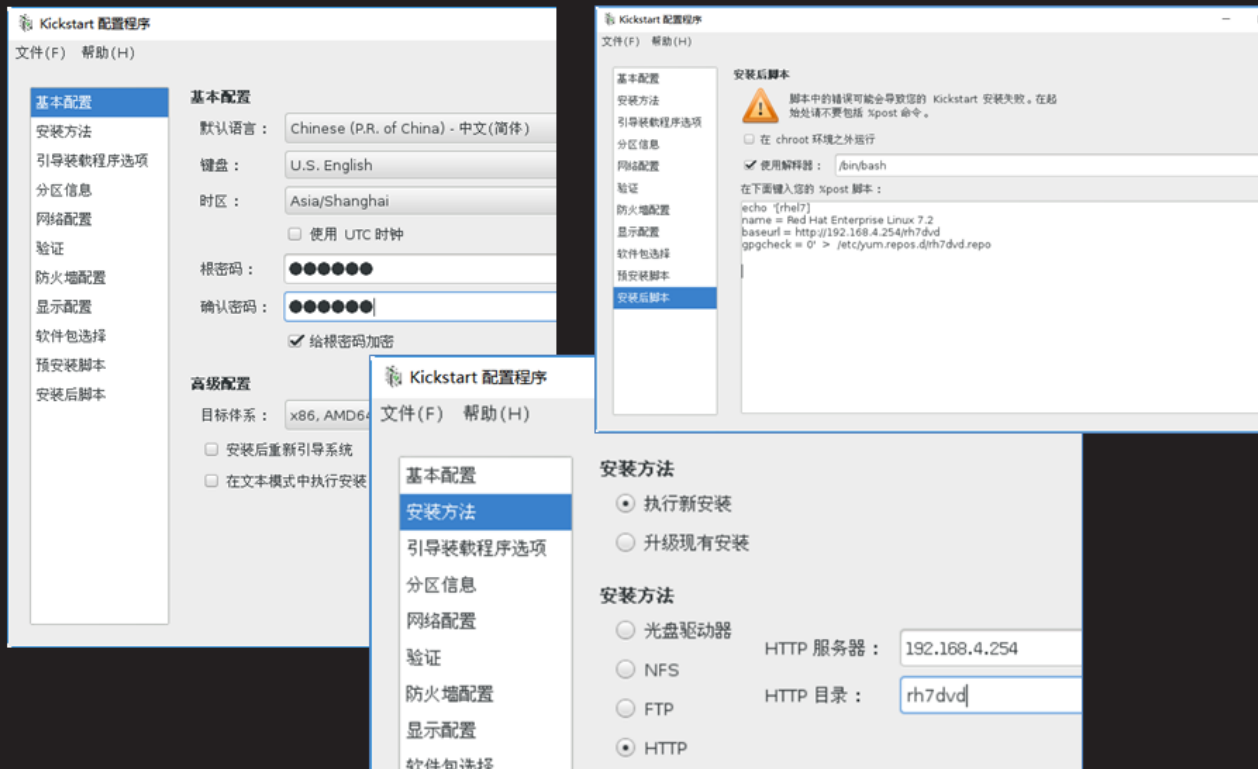 Kickstart 配置程序
文件(F) 帮助(H)
基本配置
安装方法
引导装载程序选项
分区信息
网络配置
验证
防火墙配置
显示配置
软件包选择
预安装脚本
安装后脚本
基本配置
默认语言：
Chinese (P.R. of China) - 中文(简体)
键盘：
U.S. English
时区：
Asia/Shanghai
使用 UTC 时钟
根密码：
●●●●●●
确认密码：
●●●●●●
给根密码加密
高级配置
目标体系：
x86, AMD64
安装后重新引导系统
在文本模式中执行安装
Kickstart 配置程序
文件(F) 帮助(H)
基本配置
安装方法
引导装载程序选项
分区信息
网络配置
验证
防火墙配置
显示配置
软件包选择
预安装脚本
安装后脚本
安装后脚本
脚本中的错误可能会导致您的 Kickstart 安装失败。在起
始处请不要包括 %post 命令。
在 chroot 环境之外运行
使用解释器： /bin/bash
在下面键入您的 %post 脚本：
echo '[rhel7]
name = Red Hat Enterprise Linux 7.2
baseurl = http://192.168.4.254/rh7dvd
gpgcheck = 0' > /etc/yum.repos.d/rh7dvd.repo
Kickstart 配置程序
文件(F) 帮助(H)
基本配置
安装方法
引导装载程序选项
分区信息
网络配置
验证
防火墙配置
显示配置
软件包选择
安装方法
执行新安装
升级现有安装
安装方法
光盘驱动器
NFS
FTP
HTTP
HTTP 服务器： 192.168.4.254
HTTP 目录： rh7dvd